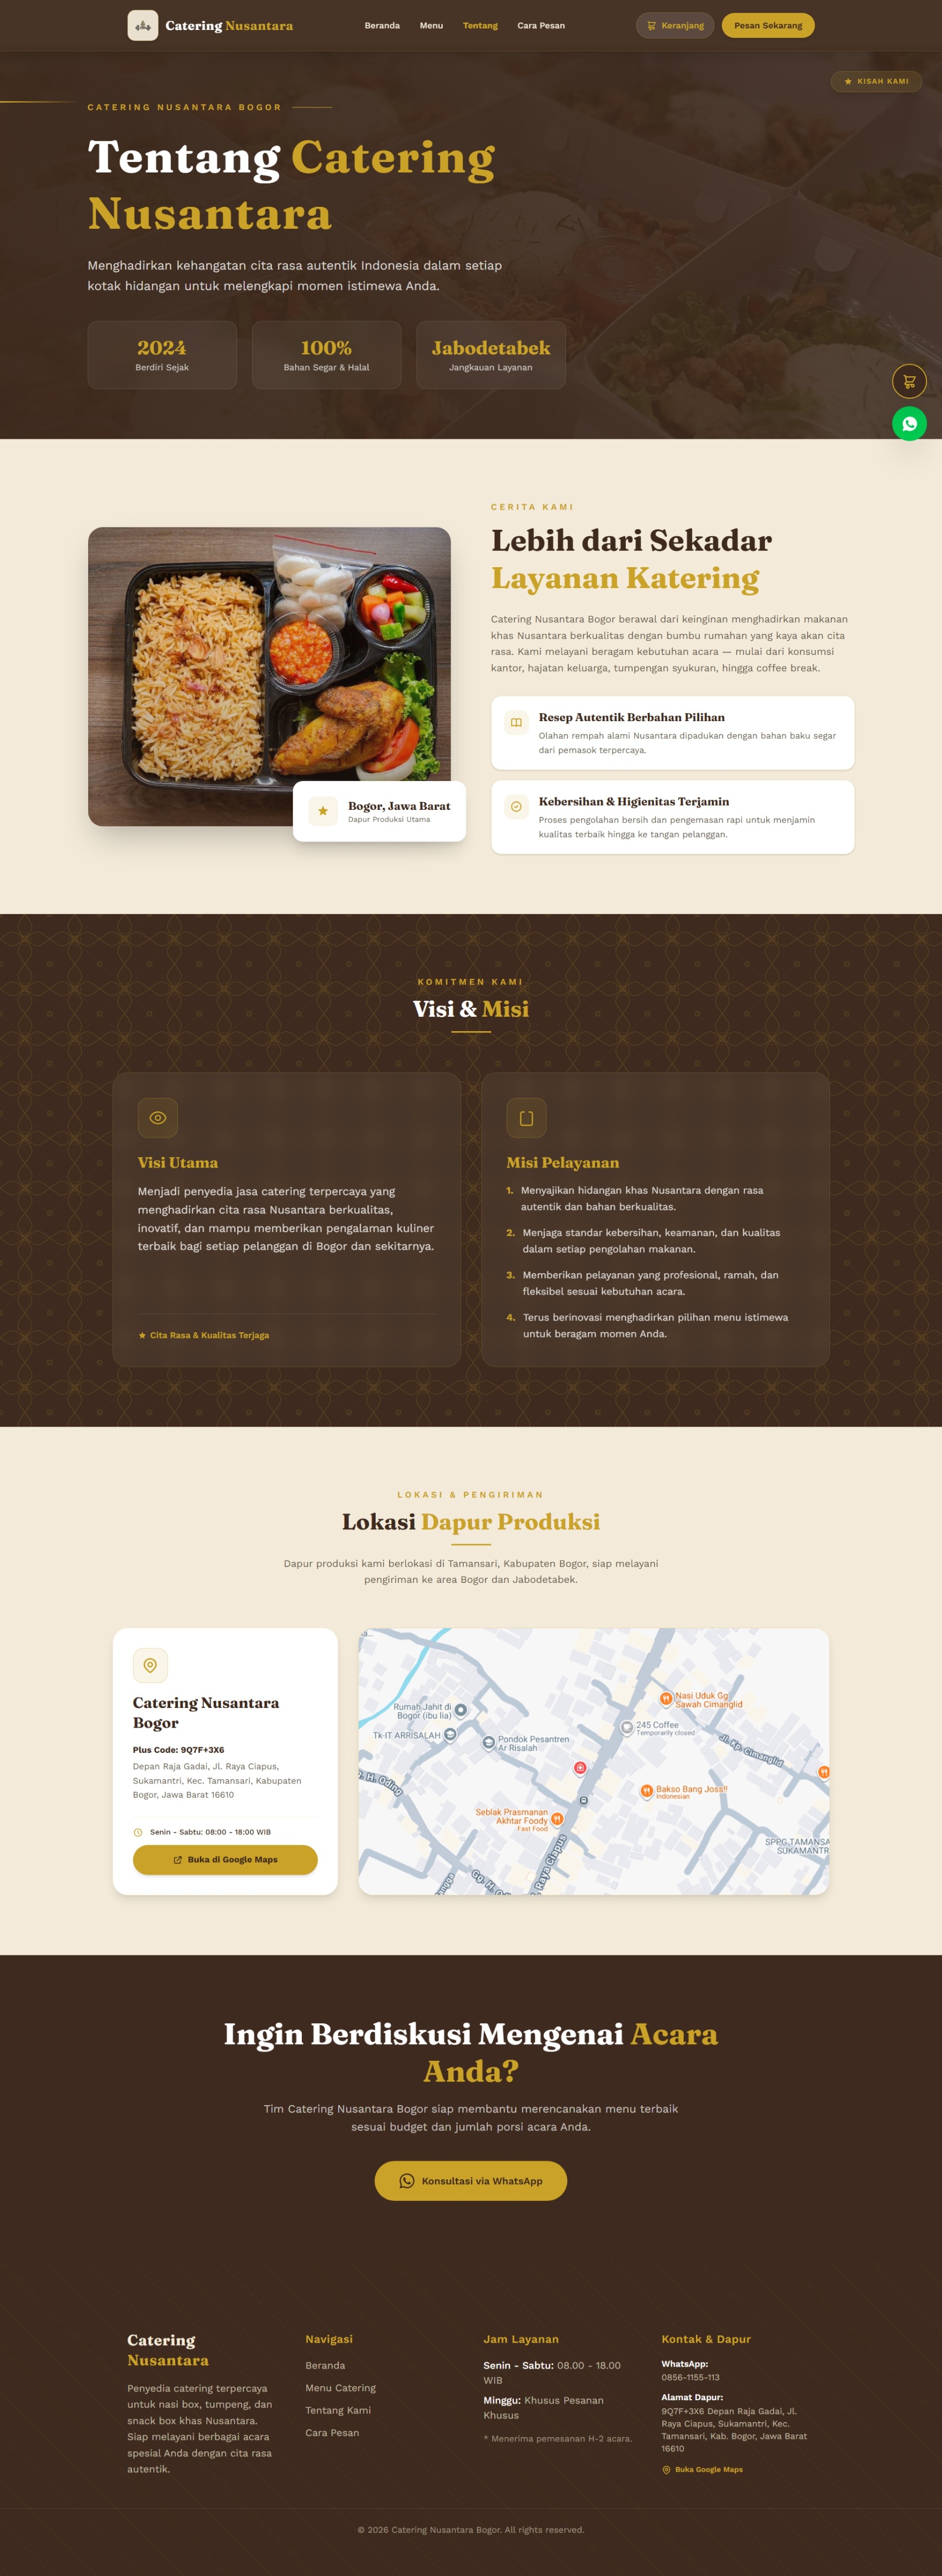 Catering Nusantara
Beranda
Menu
Tentang
Cara Pesan
Keranjang
Pesan Sekarang
KISAH KAMI
CATERING NUSANTARA BOGOR
Tentang Catering
Nusantara
Menghadirkan kehangatan cita rasa autentik Indonesia dalam setiap
kotak hidangan untuk melengkapi momen istimewa Anda.
2024
Berdiri Sejak
100%
Bahan Segar & Halal
Jabodetabek
Jangkauan Layanan
CERITA KAMI
Lebih dari Sekadar
Layanan Katering
Catering Nusantara Bogor berawal dari keinginan menghadirkan makanan
khas Nusantara berkualitas dengan bumbu rumahan yang kaya akan cita
rasa. Kami melayani beragam kebutuhan acara — mulai dari konsumsi
kantor, hajatan keluarga, tumpengan syukuran, hingga coffee break.
Resep Autentik Berbahan Pilihan
Olahan rempah alami Nusantara dipadukan dengan bahan baku segar
dari pemasok terpercaya.
Kebersihan & Higienitas Terjamin
Proses pengolahan bersih dan pengemasan rapi untuk menjamin
kualitas terbaik hingga ke tangan pelanggan.
Bogor, Jawa Barat
Dapur Produksi Utama
KOMITMEN KAMI
Visi & Misi
Visi Utama
Menjadi penyedia jasa catering terpercaya yang
menghadirkan cita rasa Nusantara berkualitas,
inovatif, dan mampu memberikan pengalaman kuliner
terbaik bagi setiap pelanggan di Bogor dan sekitarnya.
Cita Rasa & Kualitas Terjaga
Misi Pelayanan
1. Menyajikan hidangan khas Nusantara dengan rasa
autentik dan bahan berkualitas.
2. Menjaga standar kebersihan, keamanan, dan kualitas
dalam setiap pengolahan makanan.
3. Memberikan pelayanan yang profesional, ramah, dan
fleksibel sesuai kebutuhan acara.
4. Terus berinovasi menghadirkan pilihan menu istimewa
untuk beragam momen Anda.
LOKASI & PENGIRIMAN
Lokasi Dapur Produksi
Dapur produksi kami berlokasi di Tamansari, Kabupaten Bogor, siap melayani
pengiriman ke area Bogor dan Jabodetabek.
Catering Nusantara
Bogor
Plus Code: 9Q7F+3X6
Depan Raja Gadai, Jl. Raya Ciapus,
Sukamantri, Kec. Tamansari, Kabupaten
Bogor, Jawa Barat 16610
Senin - Sabtu: 08:00 - 18:00 WIB
Buka di Google Maps
Rumah Jahit di
Bogor (ibu lia)
Tk-IT ARRISALAH
Pondok Pesantren
Ar Risalah
Nasi Uduk Gg
Sawah Cimanglid
245 Coffee
Temporarily closed
Jl. Kp. Cimanglid
Bakso Bang Joss!!
Indonesian
Seblak Prasmanan
Akhtar Foody
Fast Food
H. Oding
Raya Ciapus
Gg. H. O
SPPG TAMANSA
SUKAMANTR
Ingin Berdiskusi Mengenai Acara
Anda?
Tim Catering Nusantara Bogor siap membantu merencanakan menu terbaik
sesuai budget dan jumlah porsi acara Anda.
Konsultasi via WhatsApp
Catering
Nusantara
Penyedia catering terpercaya
untuk nasi box, tumpeng, dan
snack box khas Nusantara.
Siap melayani berbagai acara
spesial Anda dengan cita rasa
autentik.
Navigasi
Beranda
Menu Catering
Tentang Kami
Cara Pesan
Jam Layanan
Senin - Sabtu: 08.00 - 18.00
WIB
Minggu: Khusus Pesanan
Khusus
* Menerima pemesanan H-2 acara.
Kontak & Dapur
WhatsApp:
0856-1155-113
Alamat Dapur:
9Q7F+3X6 Depan Raja Gadai, Jl.
Raya Ciapus, Sukamantri, Kec.
Tamansari, Kab. Bogor, Jawa Barat
16610
Buka Google Maps
© 2026 Catering Nusantara Bogor. All rights reserved.